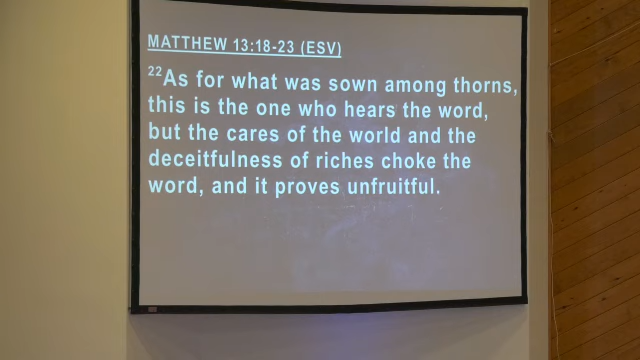 MATTHEW 13:18-23 (ESV)
22As for what was sown among thorns,
this is the one who hears the word,
but the cares of the world and the
deceitfulness of riches choke the
word, and it proves unfruitful.